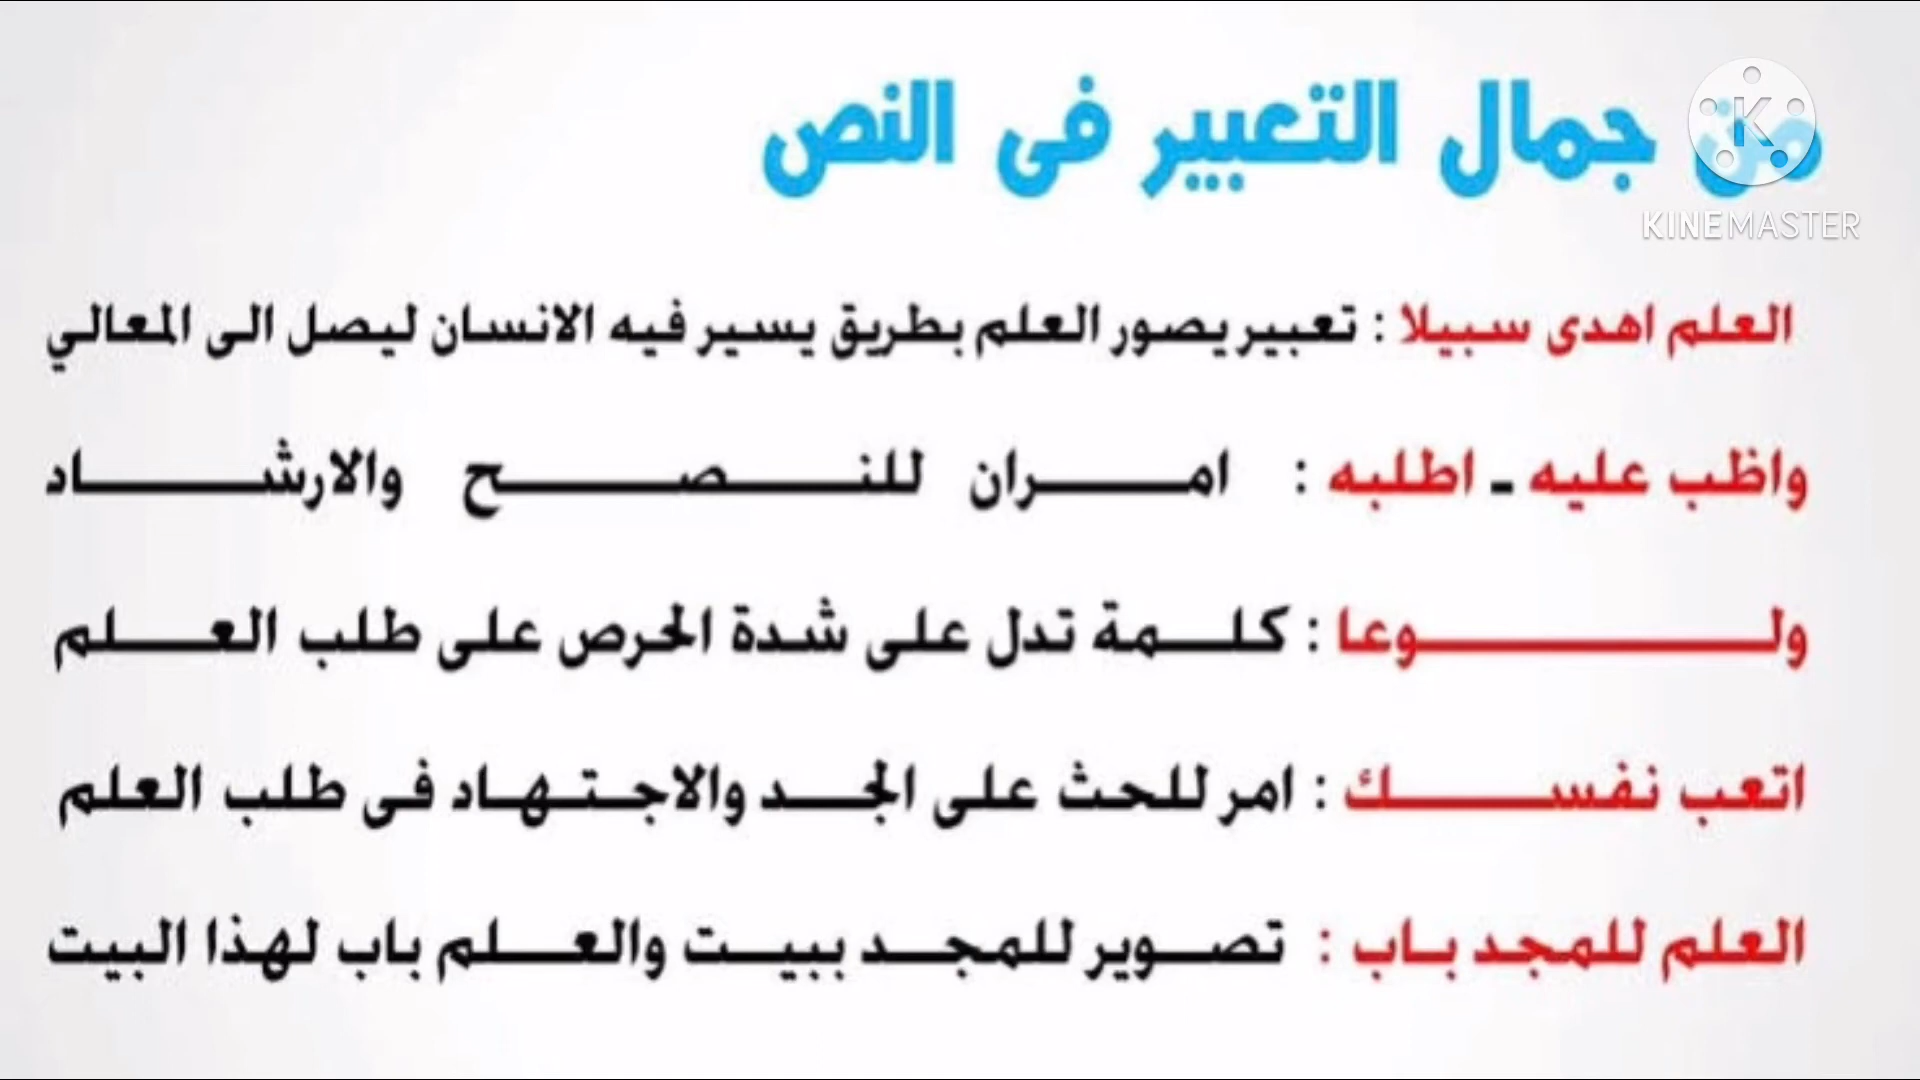 من جمال التعبير فى النص
KINEMASTER
العلم اهدى سبيلا : تعبير يصور العلم بطريق يسير فيه الانسان ليصل الى المعالي
واظب عليه - اطلبه : امران للنصح والارشاد
ولوعا : كلمة تدل على شدة الحرص على طلب العلم
اتعب نفسك : امر للحث على الجد والاجتهاد فى طلب العلم
العلم للمجد باب : تصوير للمجد ببيت والعلم باب لهذا البيت